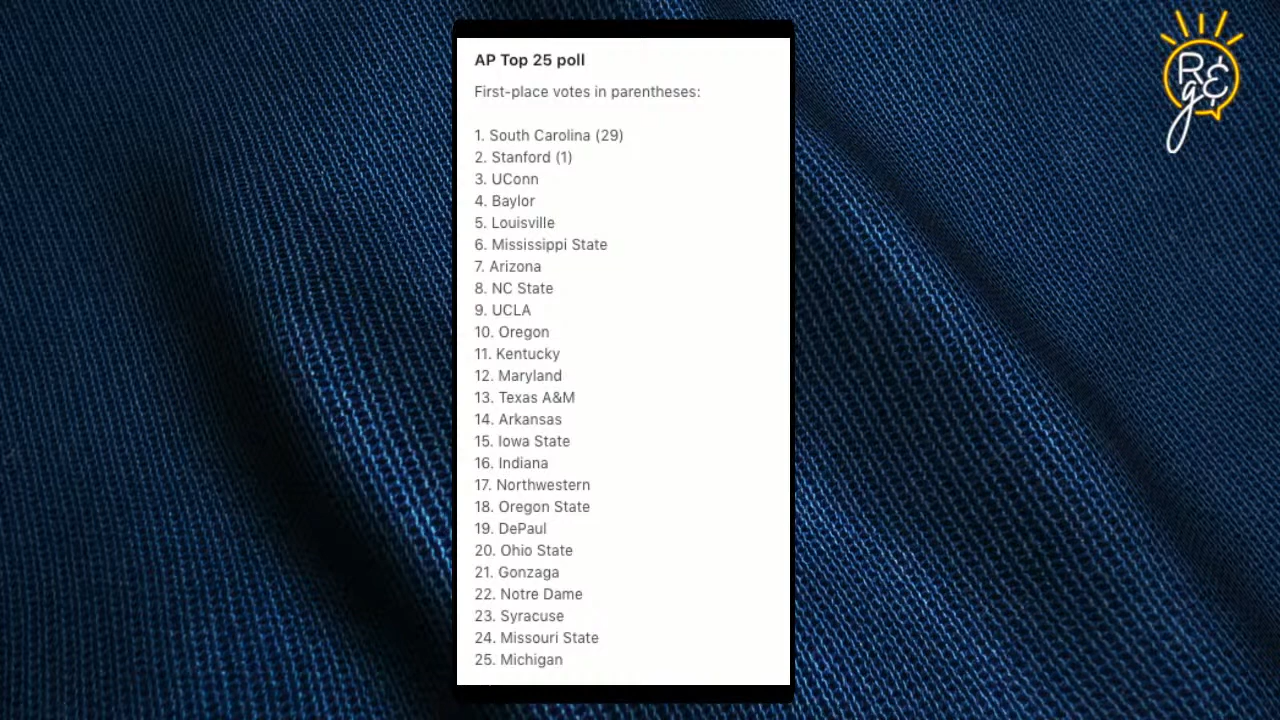 AP Top 25 poll
First-place votes in parentheses:
1. South Carolina (29)
2. Stanford (1)
3. UConn
4. Baylor
5. Louisville
6. Mississippi State
7. Arizona
8. NC State
9. UCLA
10. Oregon
11. Kentucky
12. Maryland
13. Texas A&M
14. Arkansas
15. Iowa State
16. Indiana
17. Northwestern
18. Oregon State
19. DePaul
20. Ohio State
21. Gonzaga
22. Notre Dame
23. Syracuse
24. Missouri State
25. Michigan
R&
g